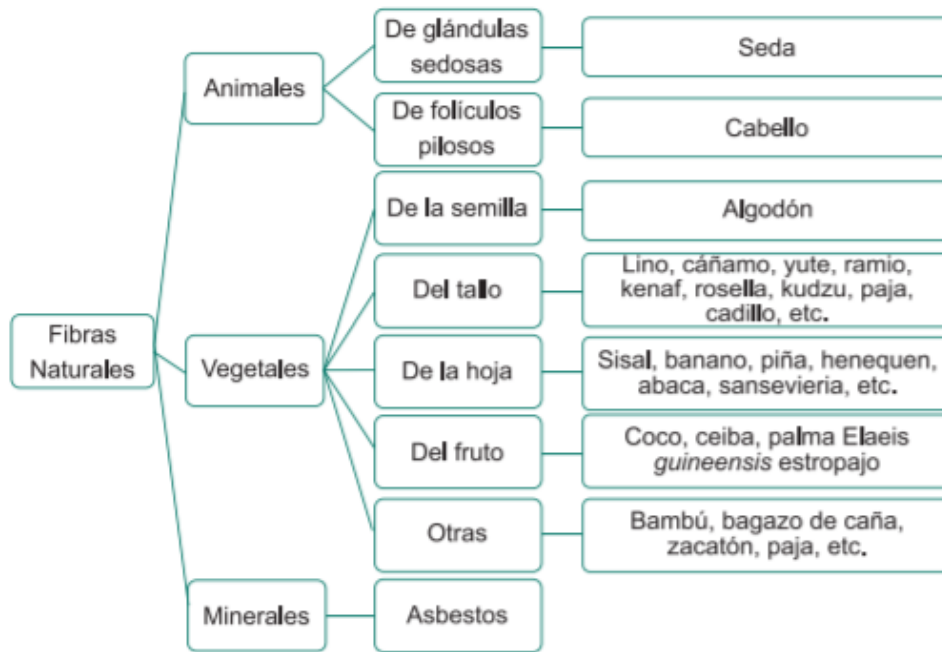 Fibras
Naturales
Animales
De glándulas
sedosas
Seda
De folículos
pilosos
Cabello
Vegetales
De la semilla
Algodón
Del tallo
Lino, cáñamo, yute, ramio,
kenaf, rosella, kudzu, paja,
cadillo, etc.
De la hoja
Sisal, banano, piña, henequen,
abaca, sansevieria, etc.
Del fruto
Coco, ceiba, palma Elaeis
guineensis estropajo
Otras
Bambú, bagazo de caña,
zacatón, paja, etc.
Minerales
Asbestos